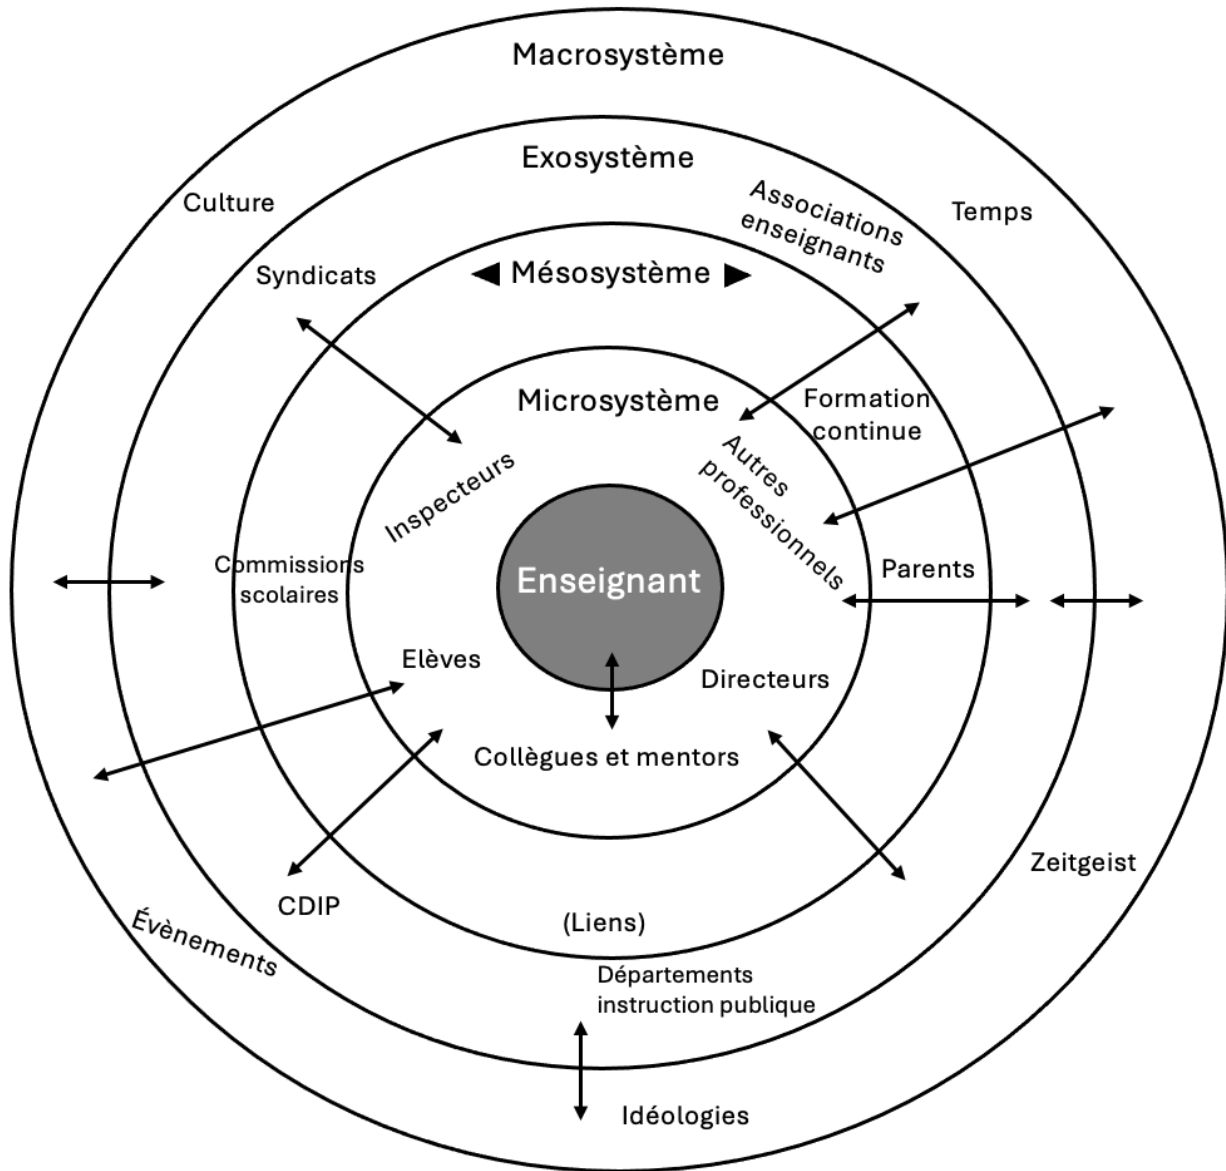 Macrosystème
Exosystème
Culture
Associations
enseignants
Temps
Syndicats
Mésosystème
Microsystème
Formation
continue
Autres
professionnels
Inspecteurs
Commissions
scolaires
Enseignant
Parents
Elèves
Directeurs
Collègues et mentors
Zeitgeist
CDIP
(Liens)
Évènements
Départements
instruction publique
Idéologies